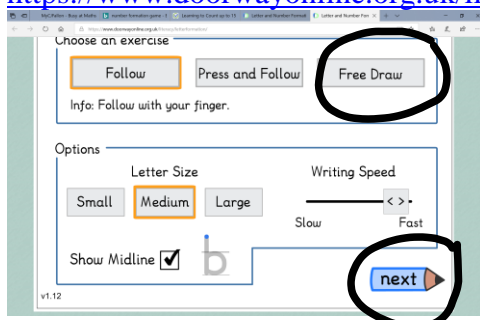 https://www.doorwayonline.org.uk/
Choose an exercise
Follow
Press and Follow
Free Draw
Info: Follow with your finger.
Options
Letter Size
Writing Speed
Small
Medium
Large
Slow
Fast
Show Midline
b
next
v1.12